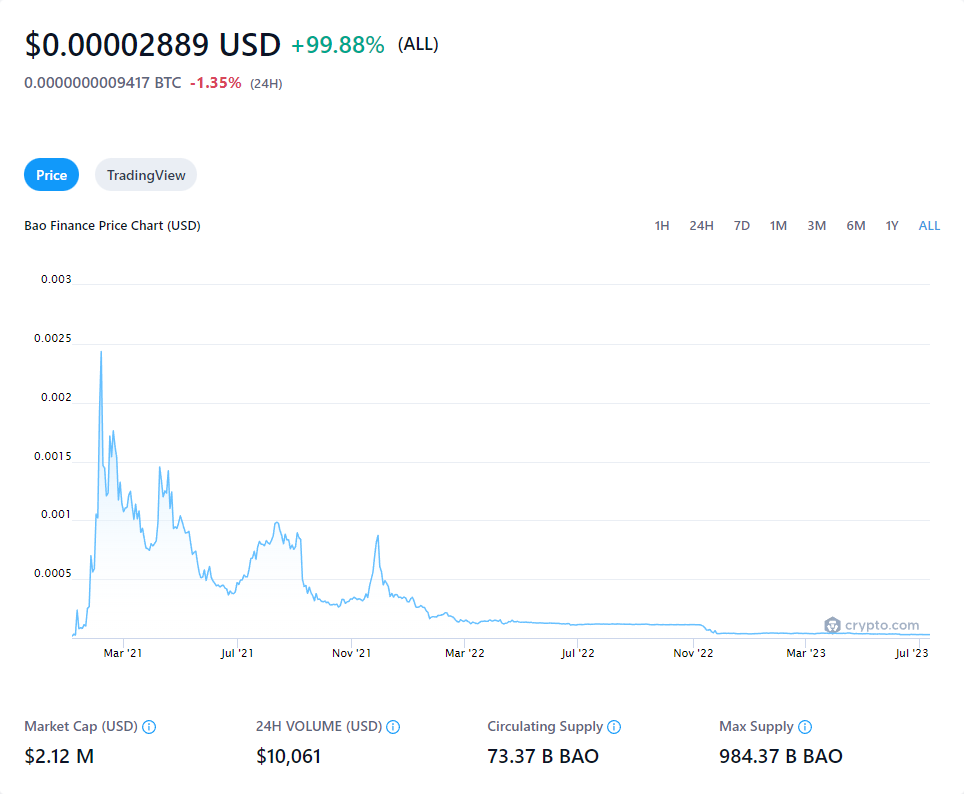 $0.00002889 USD +99.88% (ALL)
0.0000000009417 BTC -1.35% (24H)
Price TradingView
Bao Finance Price Chart (USD) 1H 24H 7D 1M 3M 6M 1Y ALL
0.003
0.0025
0.002
0.0015
0.001
0.0005
crypto.com
Mar '21 Jul '21 Nov '21 Mar '22 Jul '22 Nov '22 Mar '23 Jul '23
Market Cap (USD) 24H VOLUME (USD) Circulating Supply Max Supply
$2.12 M $10,061 73.37 B BAO 984.37 B BAO